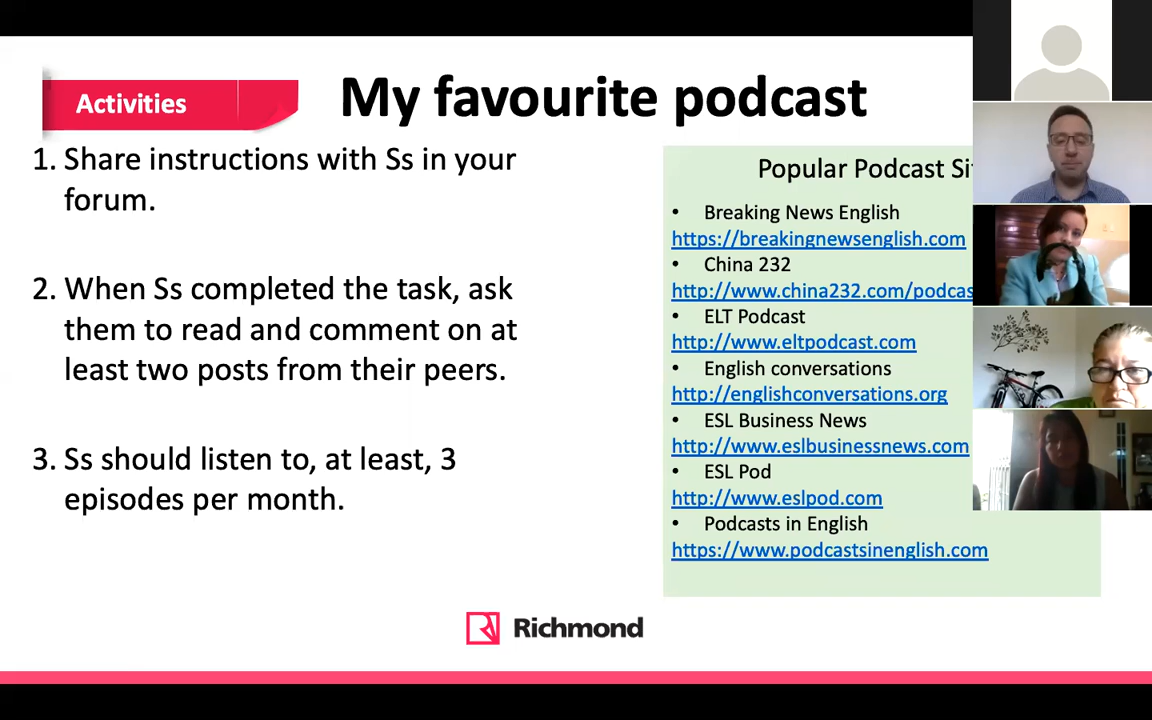 Activities
My favourite podcast
1. Share instructions with Ss in your
forum.
2. When Ss completed the task, ask
them to read and comment on at
least two posts from their peers.
3. Ss should listen to, at least, 3
episodes per month.
Popular Podcast
• Breaking News English
https://breakingnewsenglish.com
• China 232
http://www.china232.com/podcas
• ELT Podcast
http://www.eltpodcast.com
• English conversations
http://englishconversations.org
• ESL Business News
http://www.eslbusinessnews.com
• ESL Pod
http://www.eslpod.com
• Podcasts in English
https://www.podcastsinenglish.com
Richmond